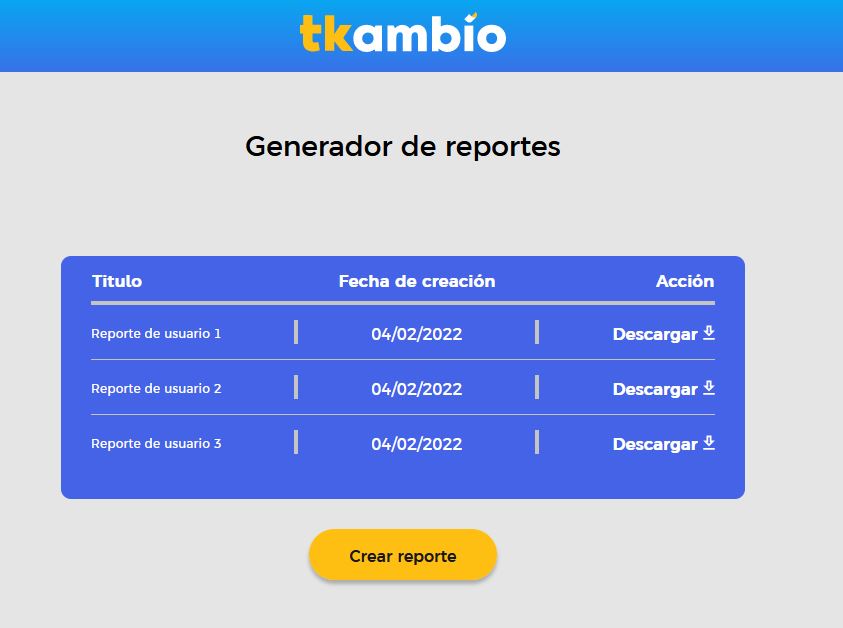 tkambio
Generador de reportes
Titulo Fecha de creación Acción
Reporte de usuario 1 04/02/2022 Descargar
Reporte de usuario 2 04/02/2022 Descargar
Reporte de usuario 3 04/02/2022 Descargar
Crear reporte